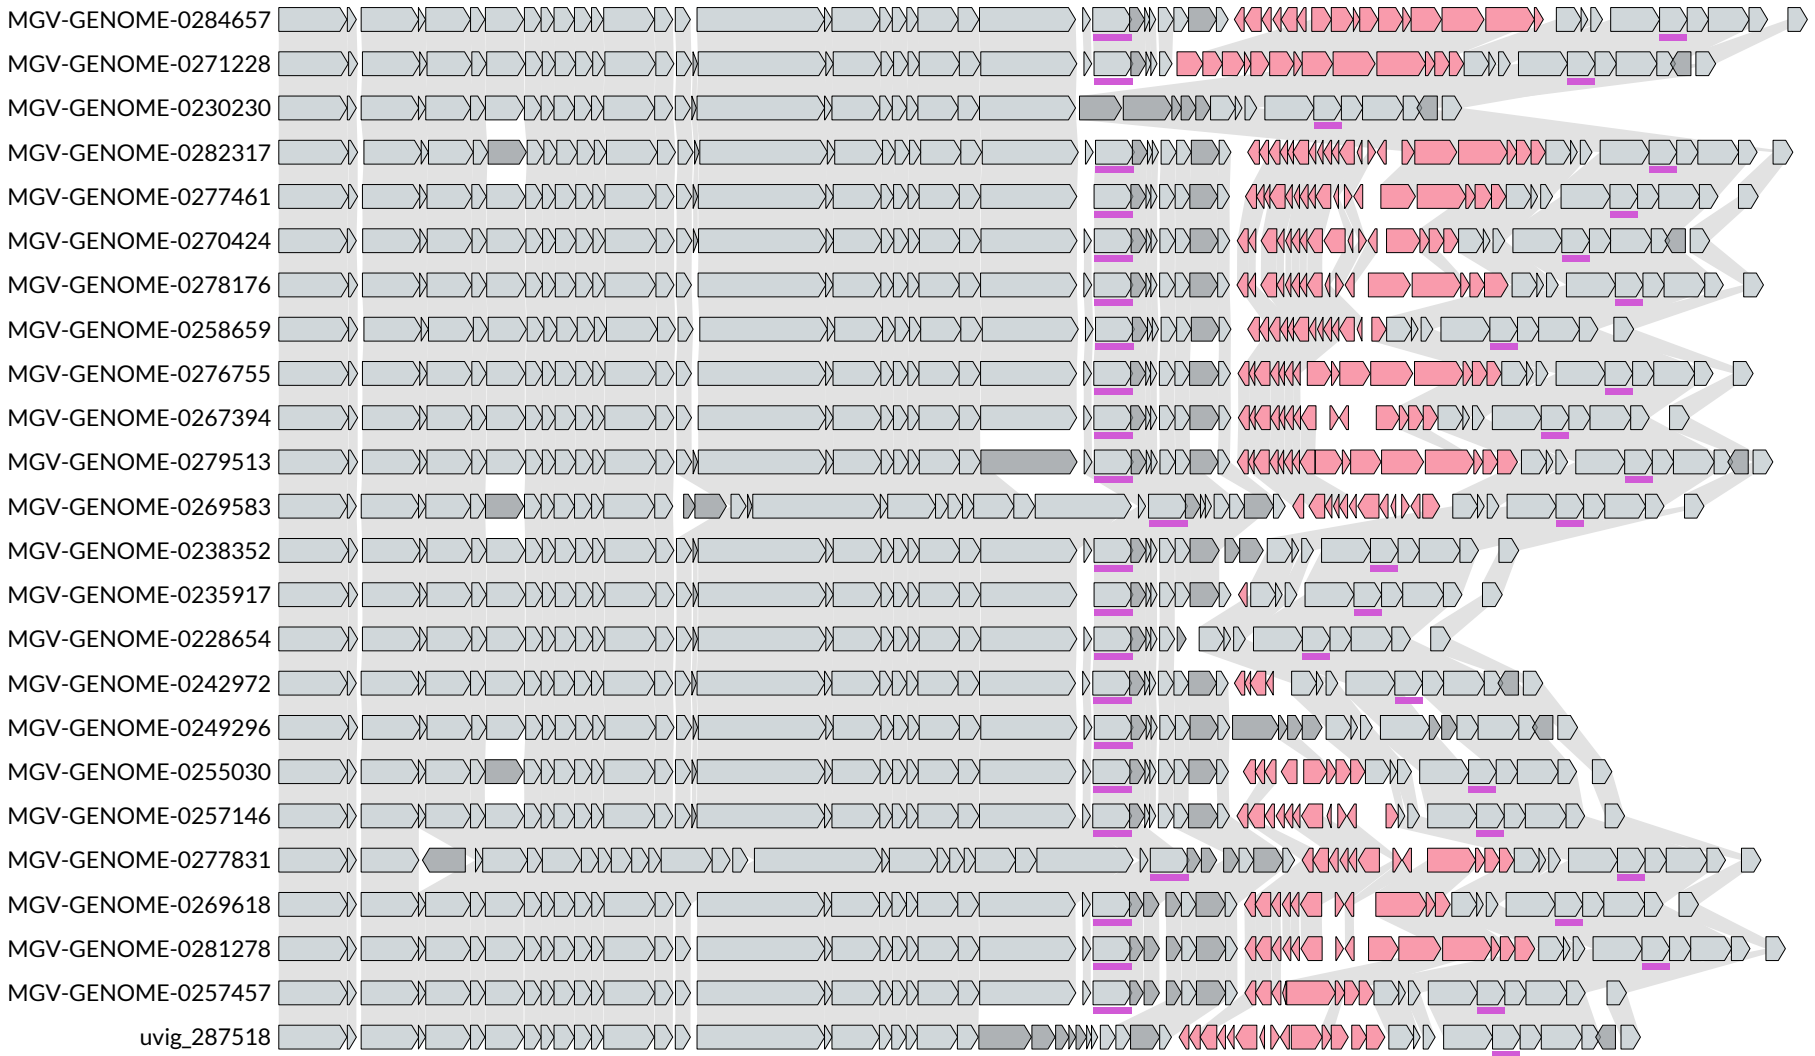 MGV-GENOME-0284657
MGV-GENOME-0271228
MGV-GENOME-0230230
MGV-GENOME-0282317
MGV-GENOME-0277461
MGV-GENOME-0270424
MGV-GENOME-0278176
MGV-GENOME-0258659
MGV-GENOME-0276755
MGV-GENOME-0267394
MGV-GENOME-0279513
MGV-GENOME-0269583
MGV-GENOME-0238352
MGV-GENOME-0235917
MGV-GENOME-0228654
MGV-GENOME-0242972
MGV-GENOME-0249296
MGV-GENOME-0255030
MGV-GENOME-0257146
MGV-GENOME-0277831
MGV-GENOME-0269618
MGV-GENOME-0281278
MGV-GENOME-0257457
uvig_287518